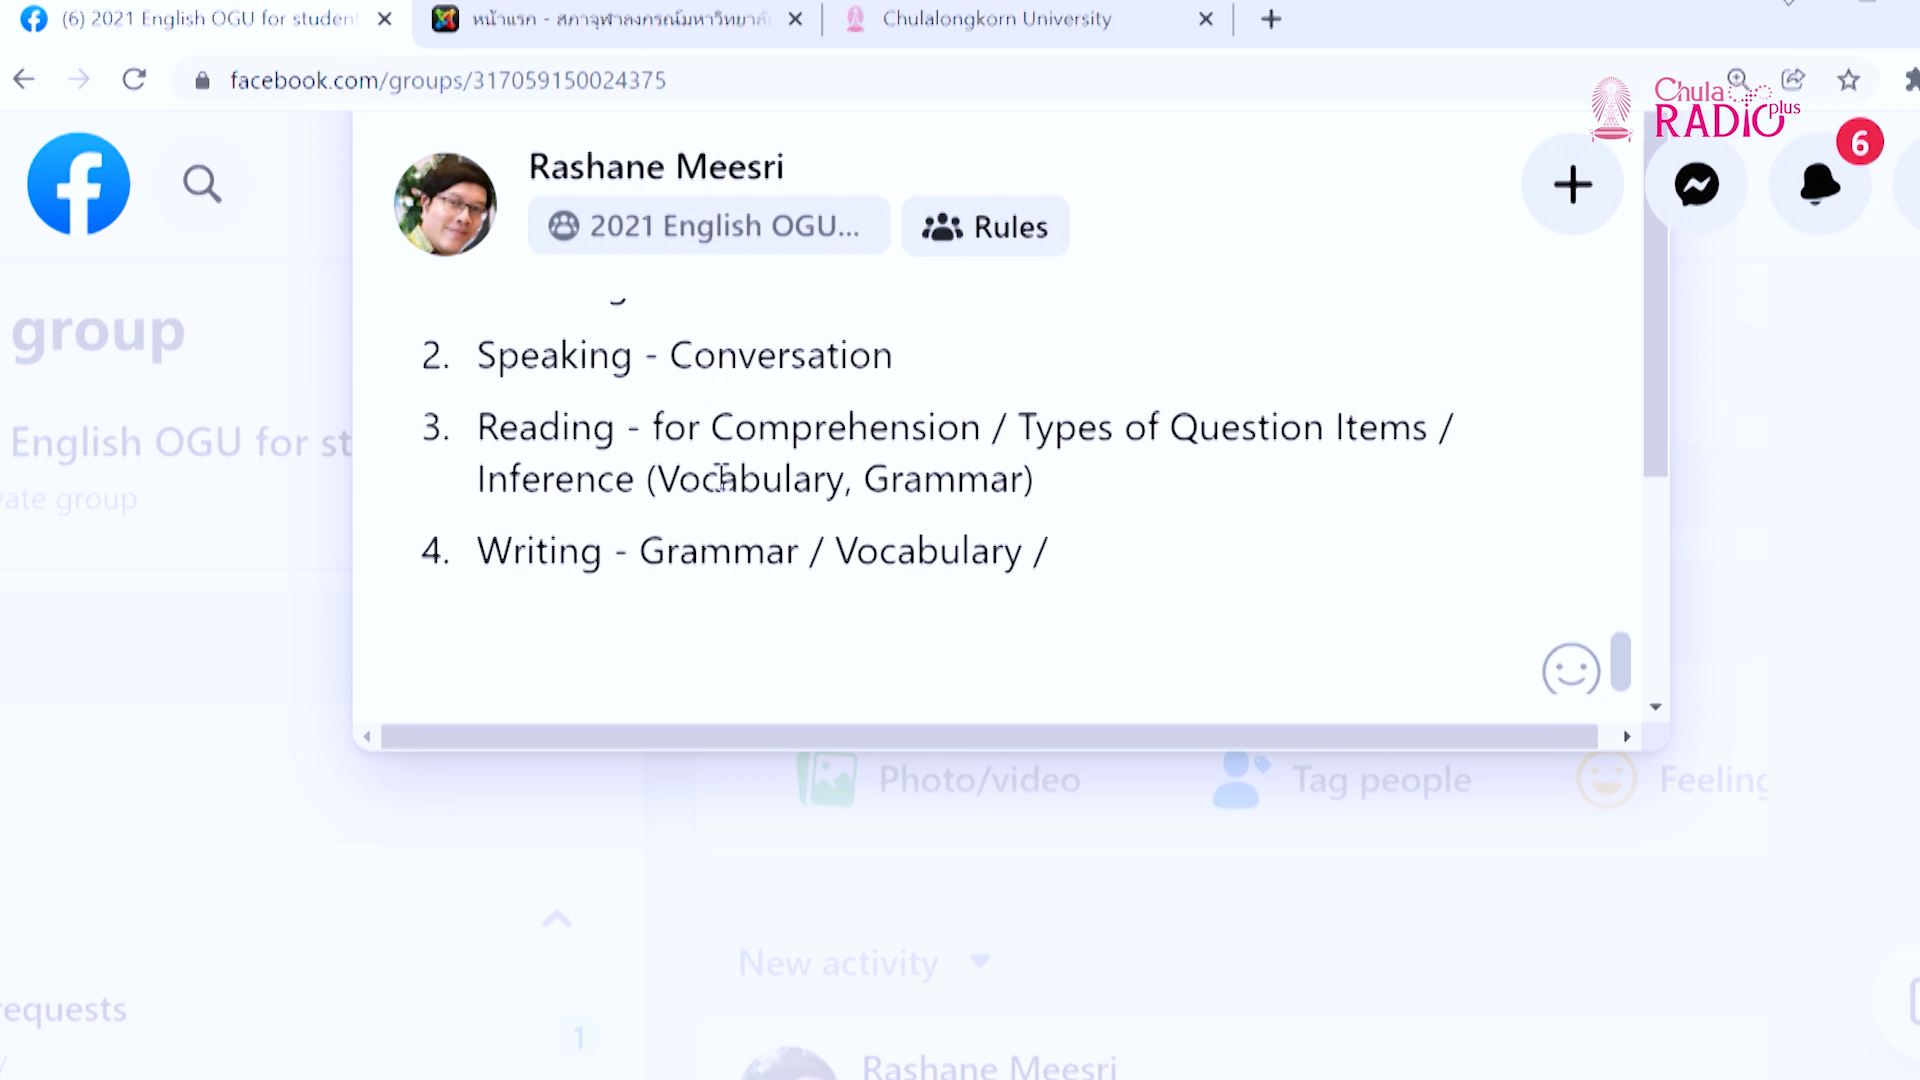 (6) 2021 English OGU for student
หน้าแรก - สภาจุฬาลงกรณ์มหาวิทยาลั
Chulalongkorn University
facebook.com/groups/317059150024375
Chula
RADIO plus
6
Rashane Meesri
2021 English OGU...
Rules
group
2. Speaking - Conversation
3. Reading - for Comprehension / Types of Question Items /
Inference (Vocabulary, Grammar)
4. Writing - Grammar / Vocabulary /
English OGU for st
vate group
Photo/video
Tag people
Feeling
New activity
requests
1
Rashane Meesri